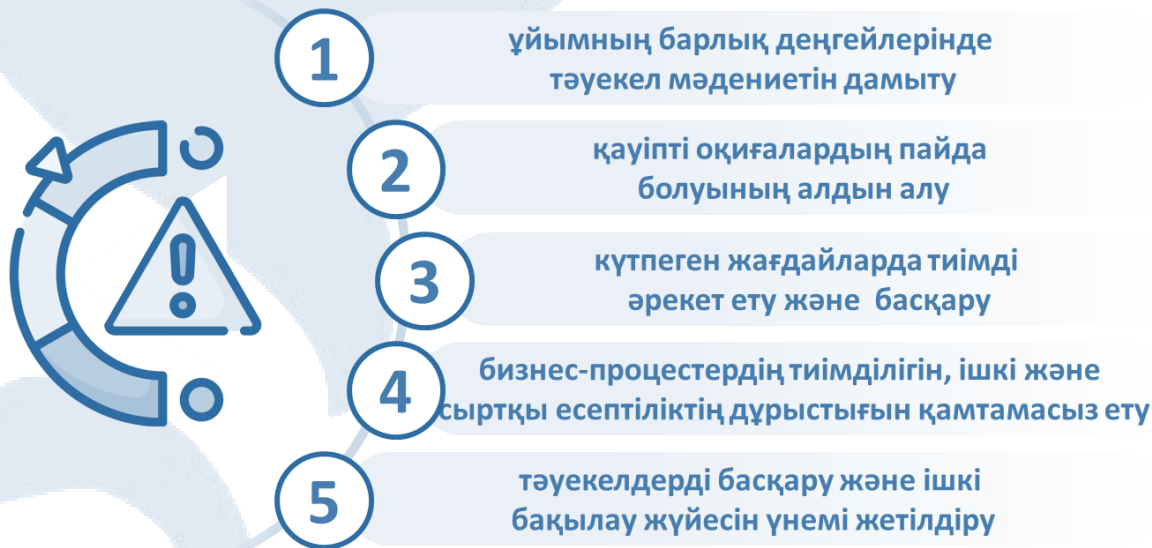 1
ұйымның барлық деңгейлерінде
тәуекел мәдениетін дамыту
2
қауіпті оқиғалардың пайда
болуының алдын алу
3
күтпеген жағдайларда тиімді
әрекет ету және басқару
4
бизнес-процестердің тиімділігін, ішкі және
сыртқы есептіліктің дұрыстығын қамтамасыз ету
5
тәуекелдерді басқару және ішкі
бақылау жүйесін үнемі жетілдіру